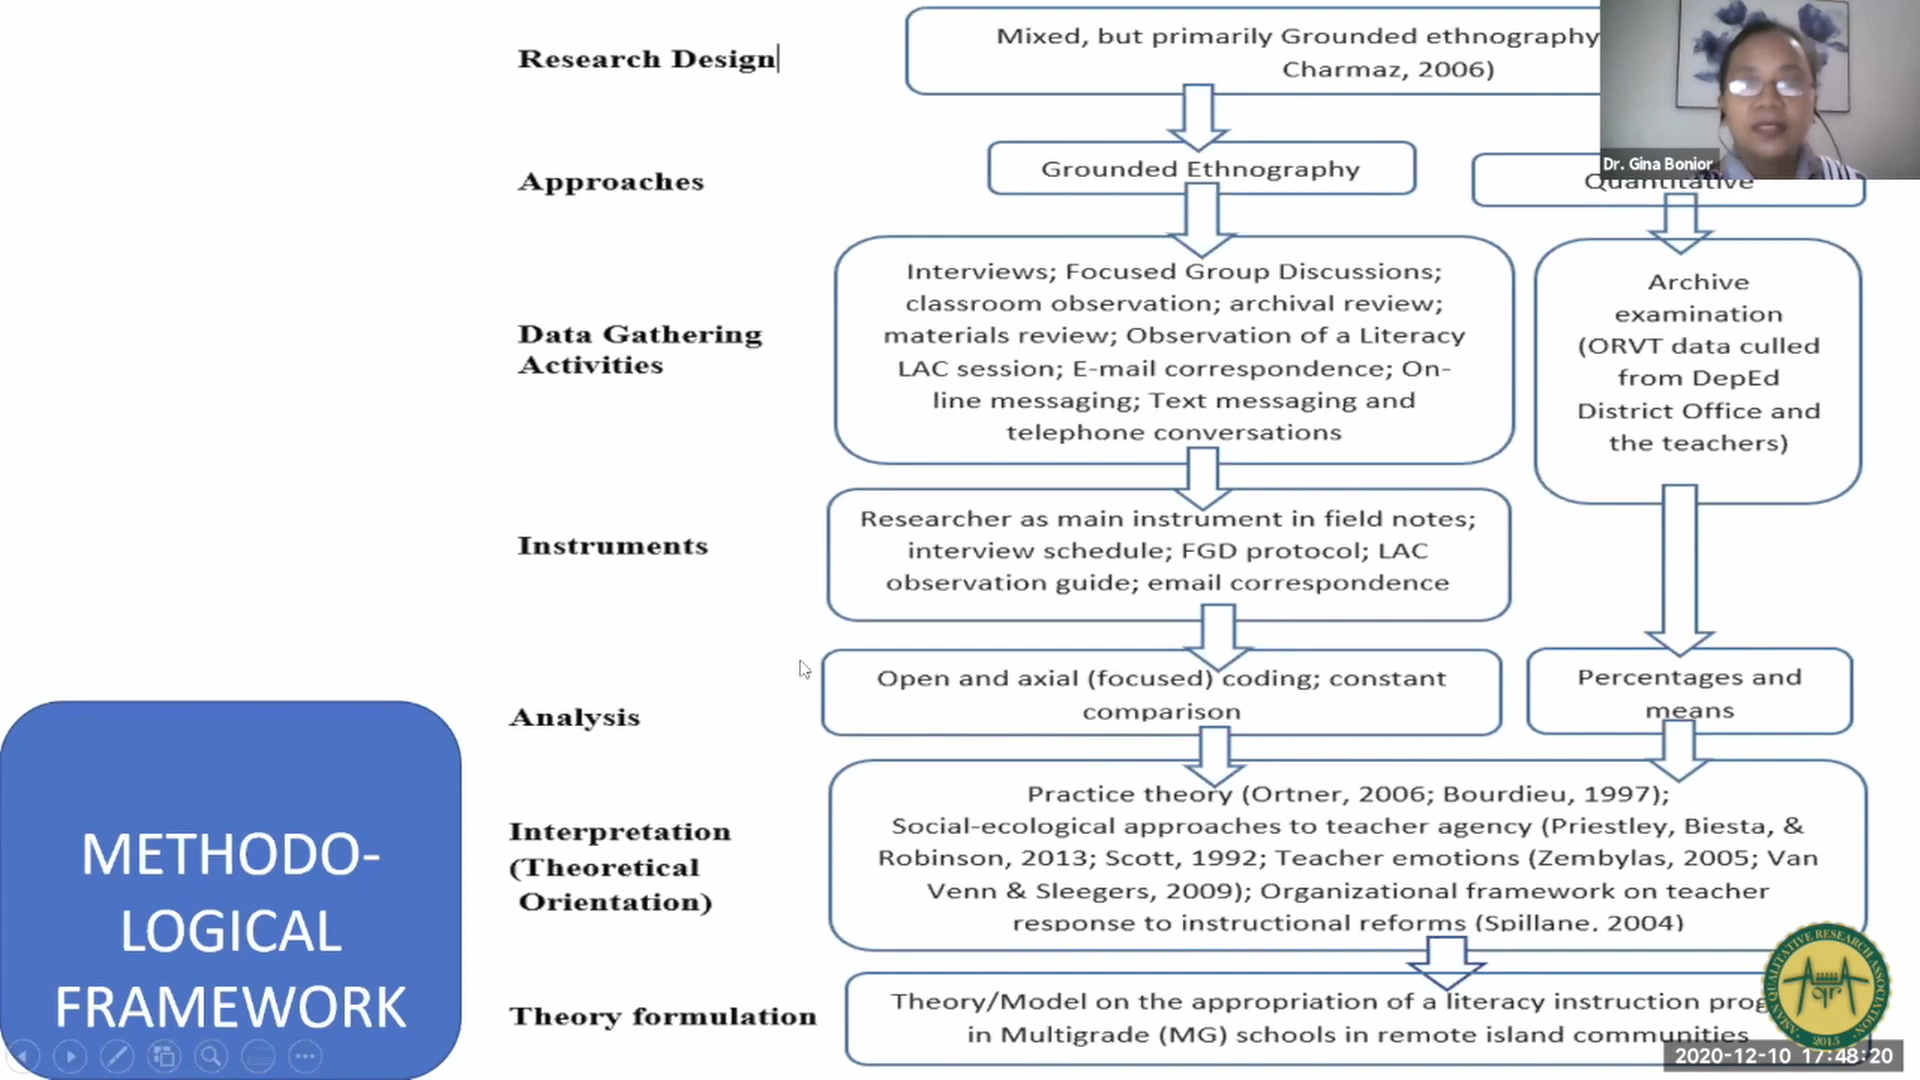 Research Design
Mixed, but primarily Grounded ethnography
Charmaz, 2006)
Dr. Gina Bonior
Approaches
Grounded Ethnography
Quantitative
Data Gathering
Activities
Interviews; Focused Group Discussions;
classroom observation; archival review;
materials review; Observation of a Literacy
LAC session; E-mail correspondence; On-
line messaging; Text messaging and
telephone conversations
Archive
examination
(ORVT data culled
from DepEd
District Office and
the teachers)
Instruments
Researcher as main instrument in field notes;
interview schedule; FGD protocol; LAC
observation guide; email correspondence
Analysis
Open and axial (focused) coding; constant
comparison
Percentages and
means
Interpretation
(Theoretical
Orientation)
Practice theory (Ortner, 2006; Bourdieu, 1997);
Social-ecological approaches to teacher agency (Priestley, Biesta, &
Robinson, 2013; Scott, 1992; Teacher emotions (Zembylas, 2005; Van
Venn & Sleegers, 2009); Organizational framework on teacher
response to instructional reforms (Spillane, 2004)
Theory formulation
Theory/Model on the appropriation of a literacy instruction prog
in Multigrade (MG) schools in remote island communities
METHODO-
LOGICAL
FRAMEWORK
ASIAN QUALITATIVE RESEARCH ASSOCIATION
2015
2020-12-10 17:48:20